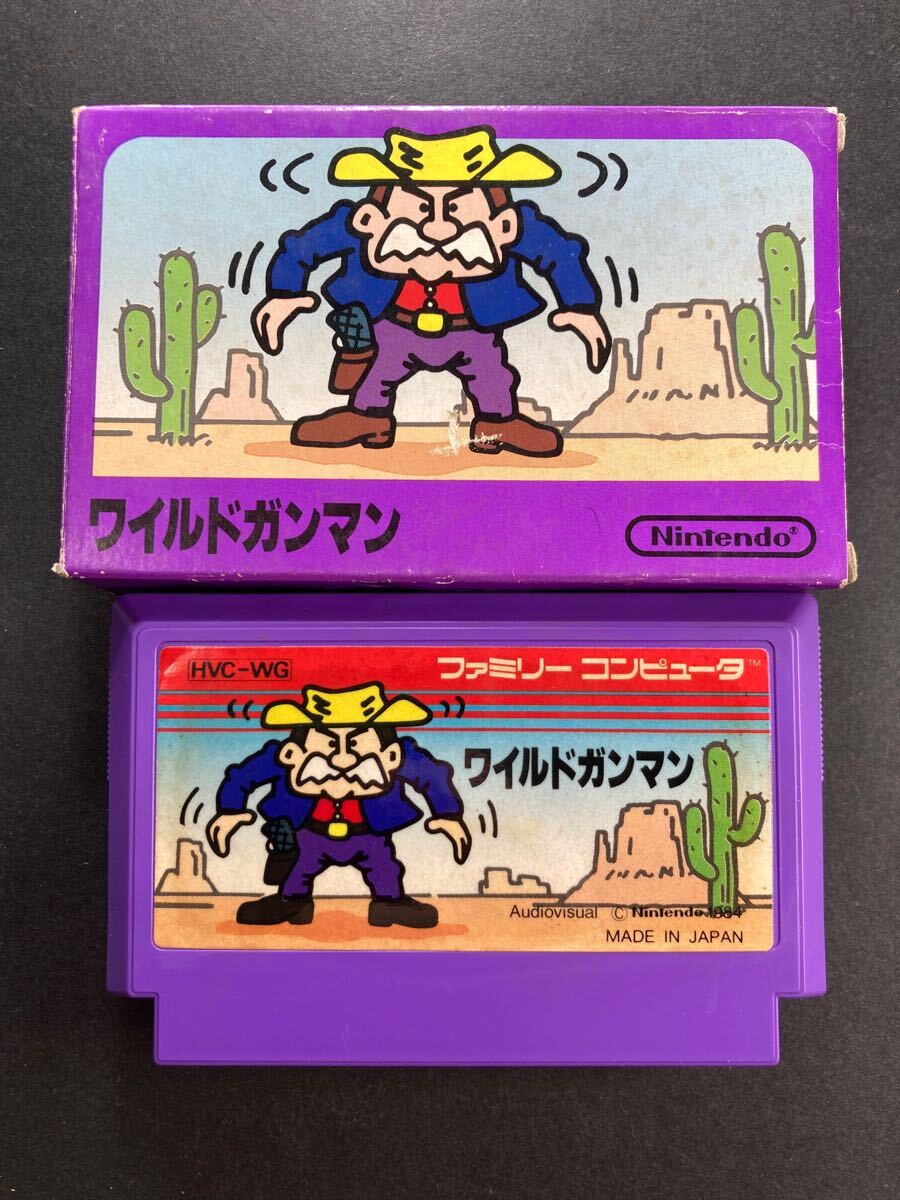 ワイルドガンマン
Nintendo®
HVC-WG
ファミリー コンピュータ™
ワイルドガンマン
Audiovisual © Nintendo 1984
MADE IN JAPAN